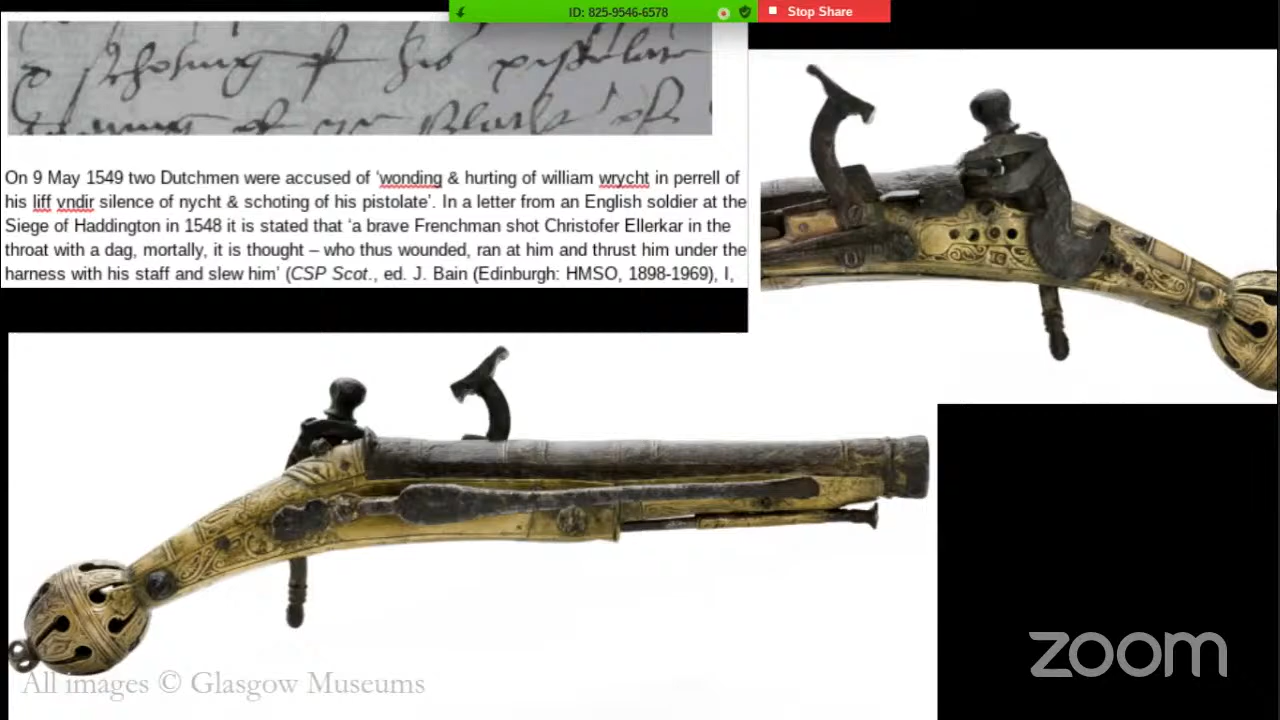 ID: 825-9546-6578
Stop Share
& schoting of his pistolate
of
On 9 May 1549 two Dutchmen were accused of ‘wonding & hurting of william wrycht in perrell of
his liff vndir silence of nycht & schoting of his pistolate’. In a letter from an English soldier at the
Siege of Haddington in 1548 it is stated that ‘a brave Frenchman shot Christofer Ellerkar in the
throat with a dag, mortally, it is thought – who thus wounded, ran at him and thrust him under the
harness with his staff and slew him’ (CSP Scot., ed. J. Bain (Edinburgh: HMSO, 1898-1969), I,
All images © Glasgow Museums
zoom